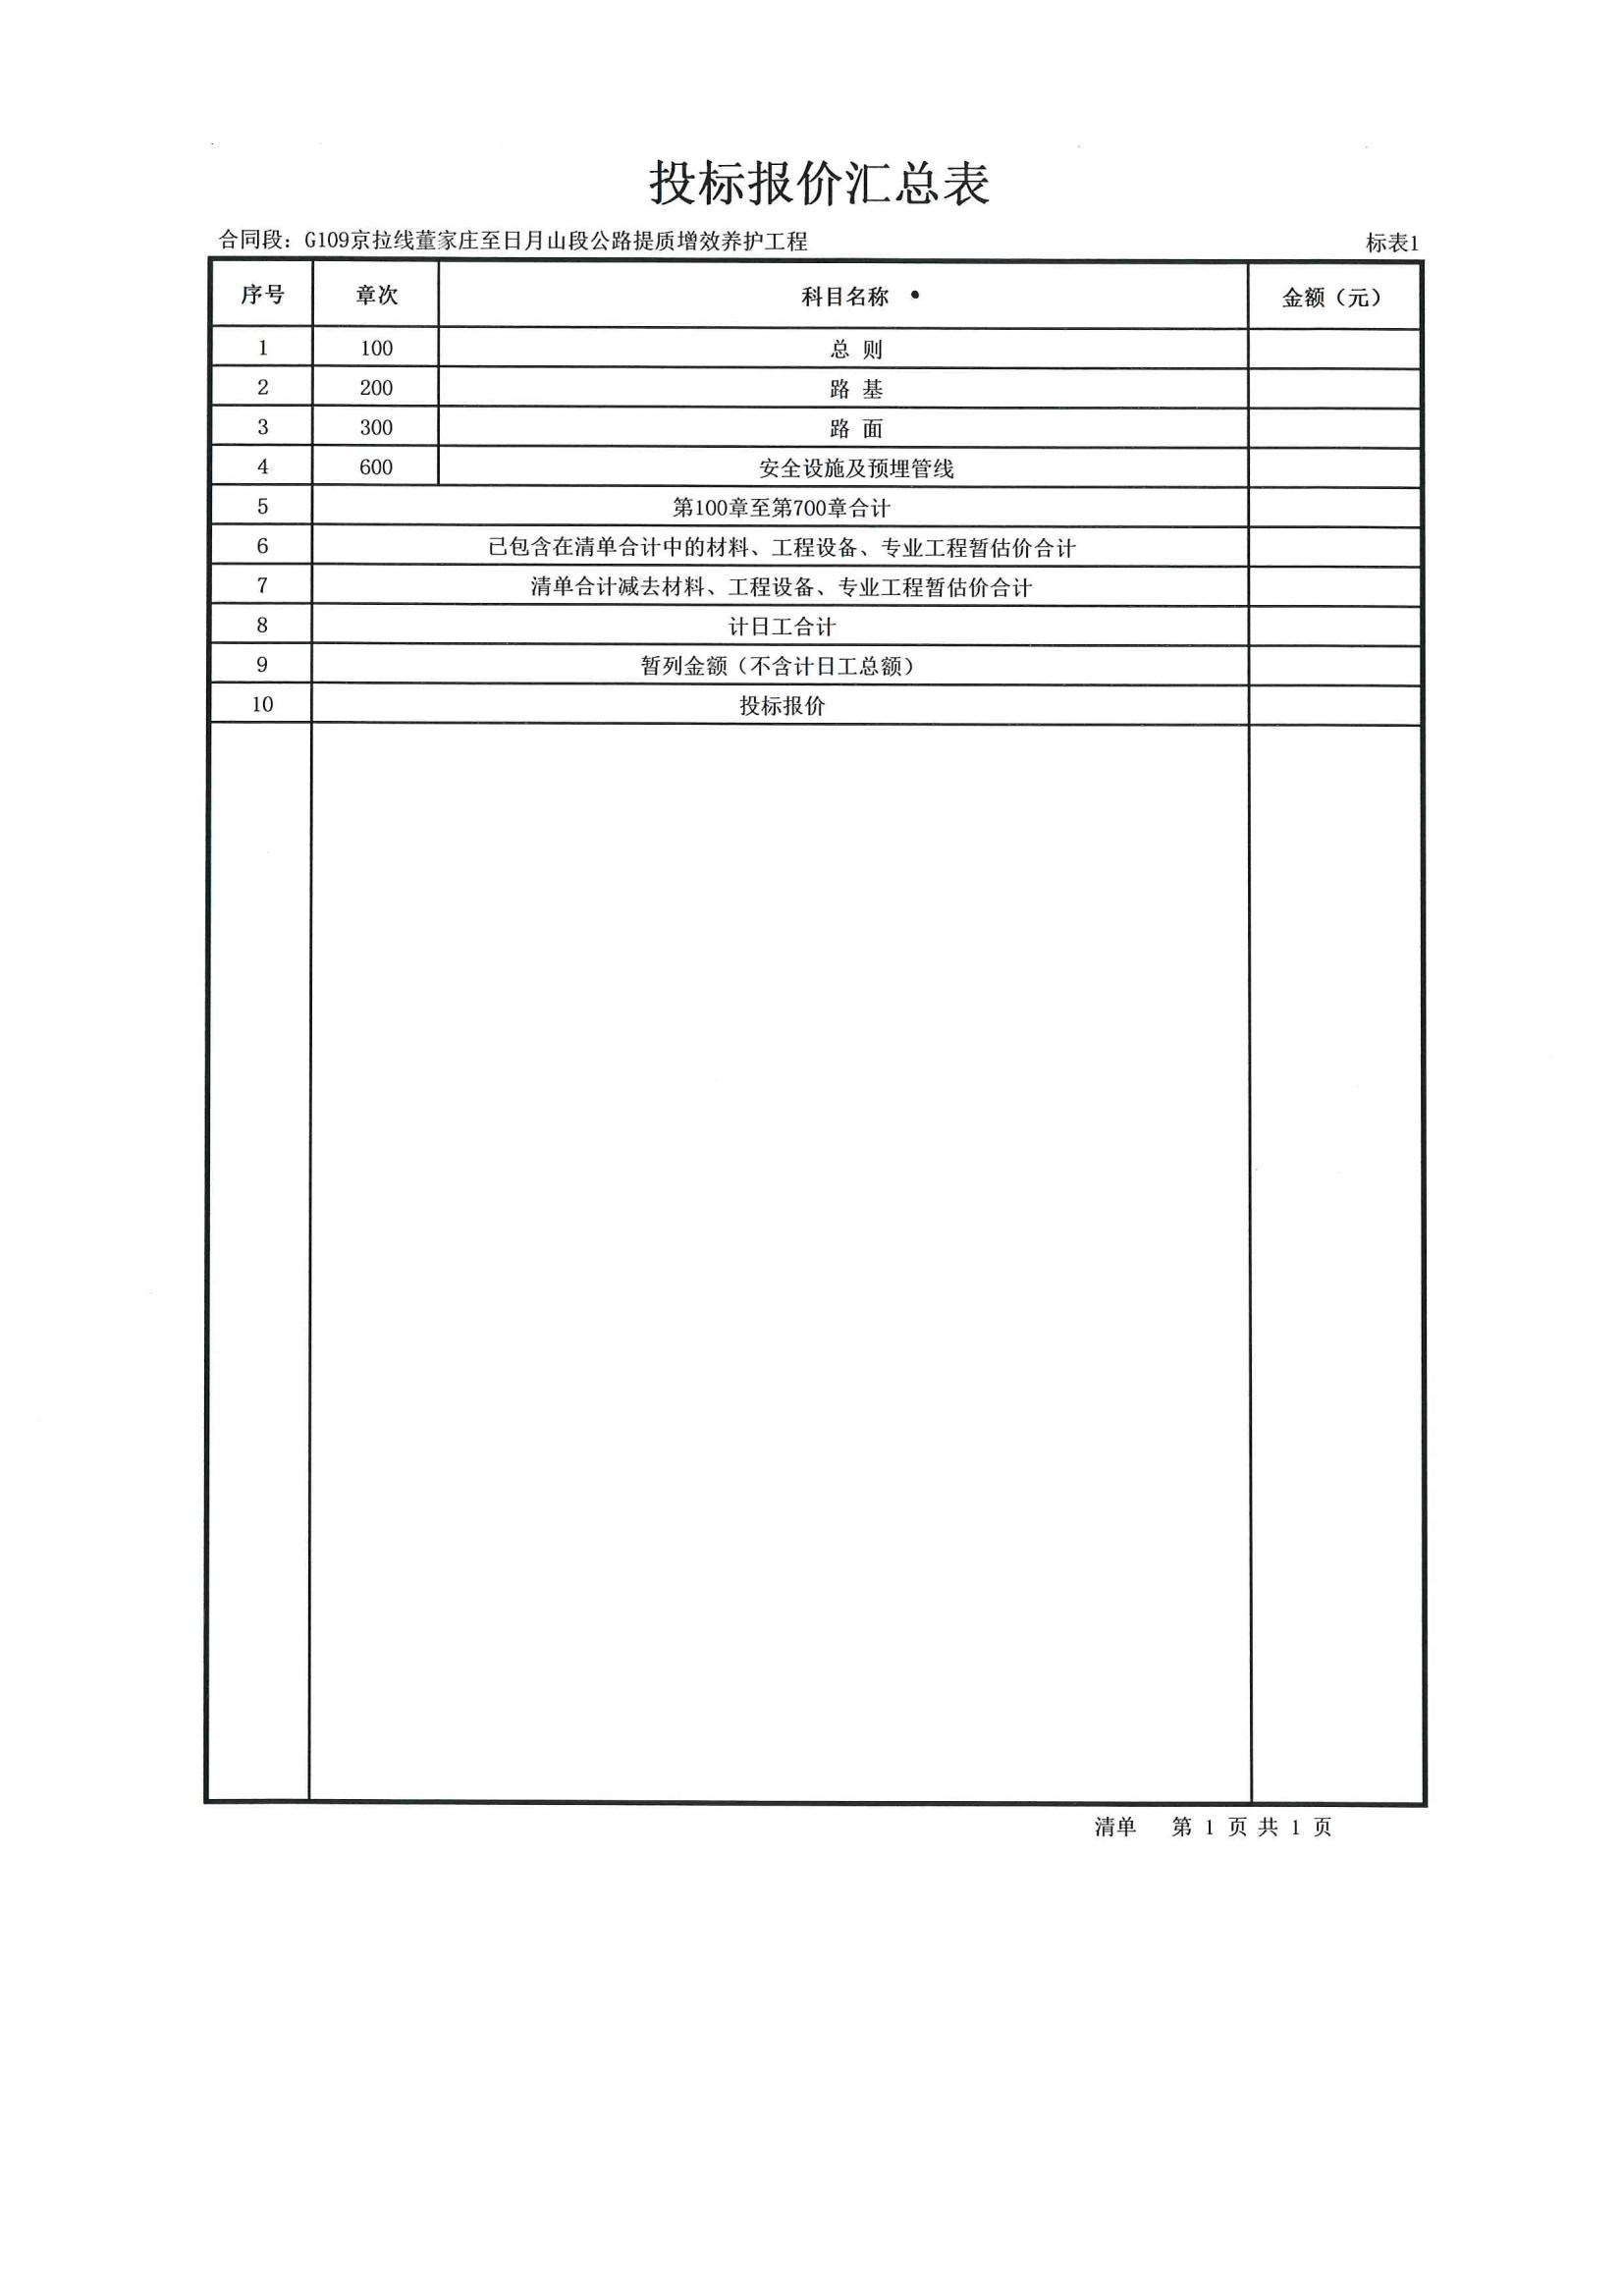 投标报价汇总表
合同段：G109京拉线董家庄至日月山段公路提质增效养护工程 标表1
序号 章次 科目名称 金额（元）
1 100 总 则
2 200 路 基
3 300 路 面
4 600 安全设施及预埋管线
5 第100章至第700章合计
6 已包含在清单合计中的材料、工程设备、专业工程暂估价合计
7 清单合计减去材料、工程设备、专业工程暂估价合计
8 计日工合计
9 暂列金额（不含计日工总额）
10 投标报价
清单 第 1 页 共 1 页